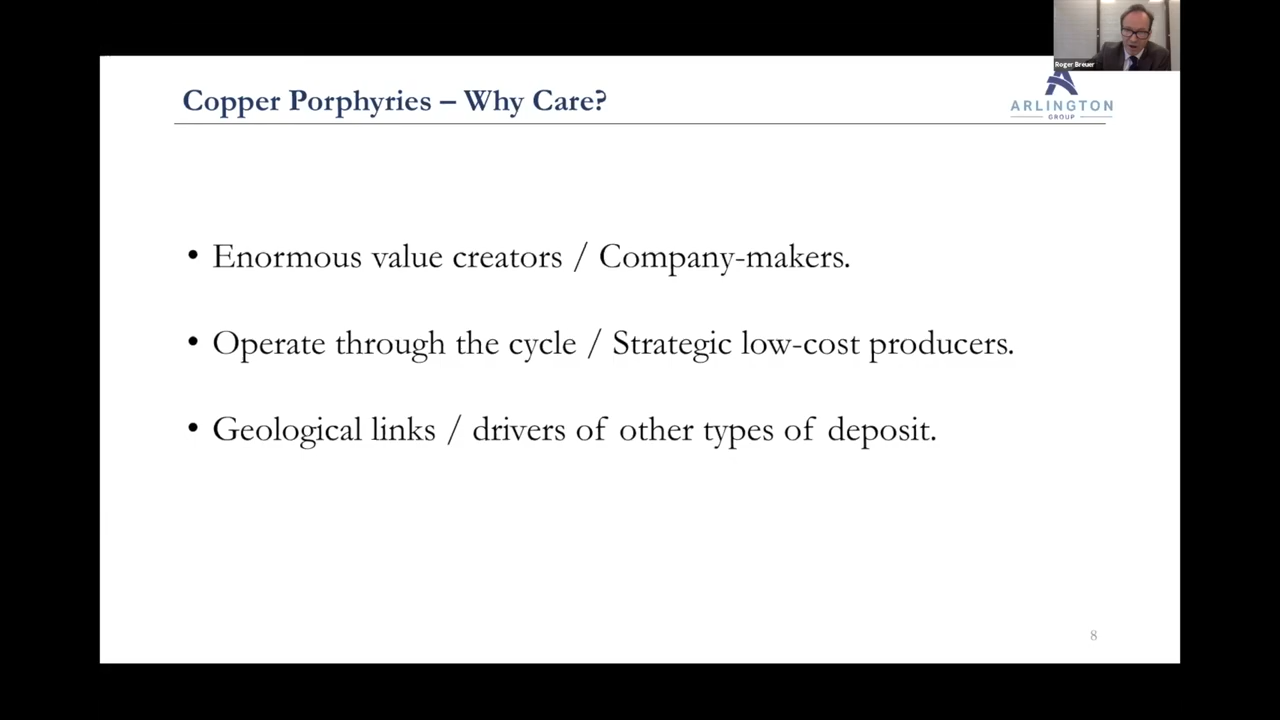 Roger Breuer
Copper Porphyries – Why Care?
ARLINGTON
GROUP
• Enormous value creators / Company-makers.
• Operate through the cycle / Strategic low-cost producers.
• Geological links / drivers of other types of deposit.
8